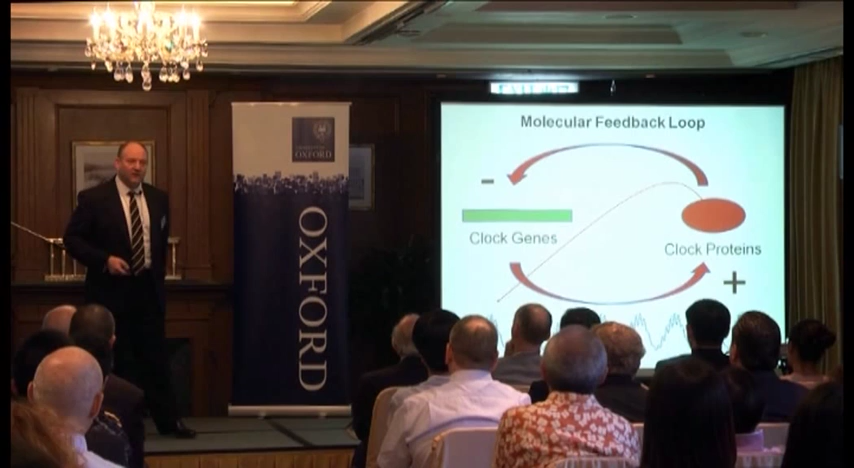 Molecular Feedback Loop
-
Clock Genes
Clock Proteins
+
OXFORD
OXFORD